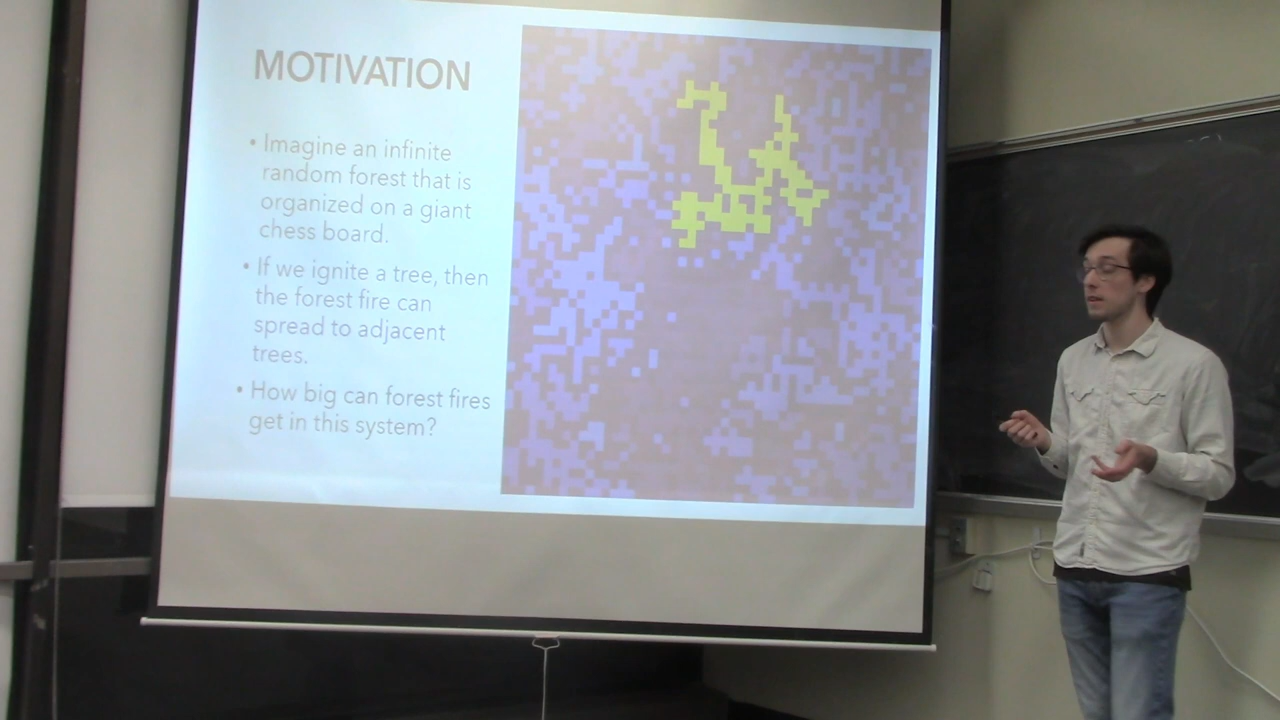 MOTIVATION
• Imagine an infinite
random forest that is
organized on a giant
chess board.
• If we ignite a tree, then
the forest fire can
spread to adjacent
trees.
• How big can forest fires
get in this system?